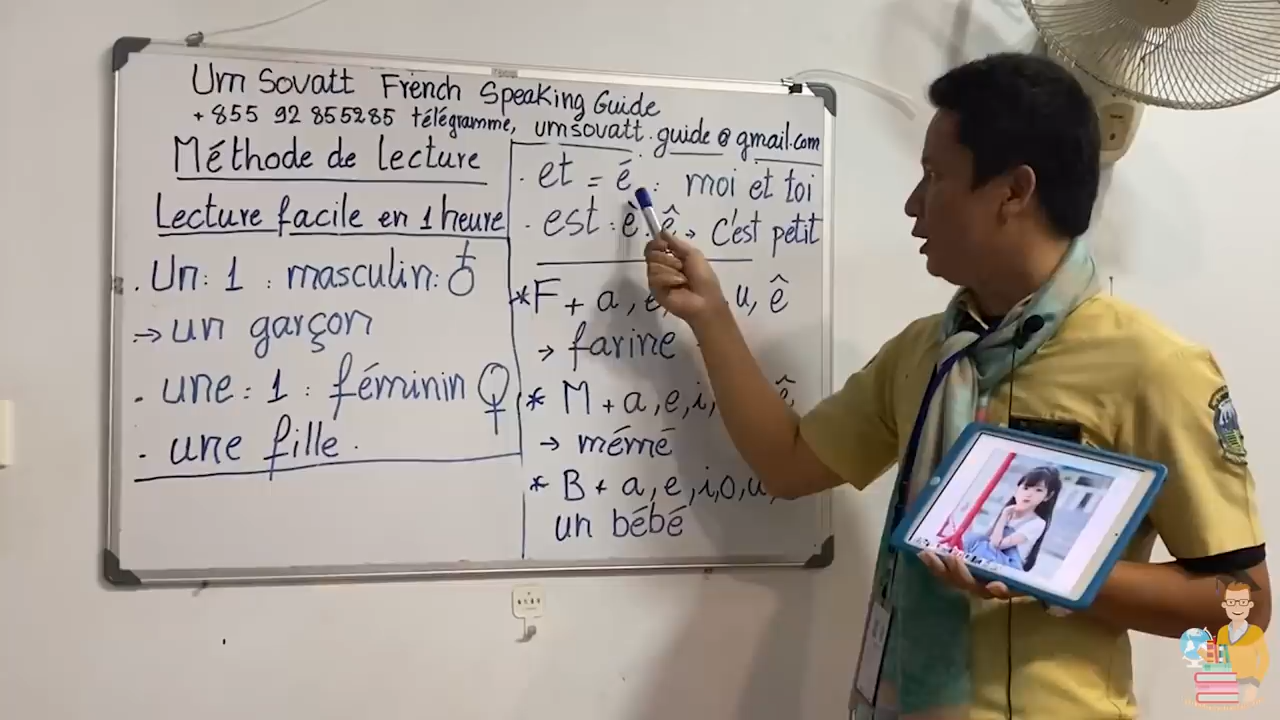 Um Sovatt French Speaking Guide
+855 92 855285 télégramme, umsovatt.guide@gmail.com
Méthode de lecture
Lecture facile en 1 heure
. Un : 1 : masculin : ♂
→ un garçon
. une : 1 : féminin ♀
. une fille .
. et = é : moi et toi
. est : è ê → c'est petit
* F + a, e, u, ê
→ farine
* M + a, e, i, ê
→ mémé
* B + a, e, i, o, u,
un bébé